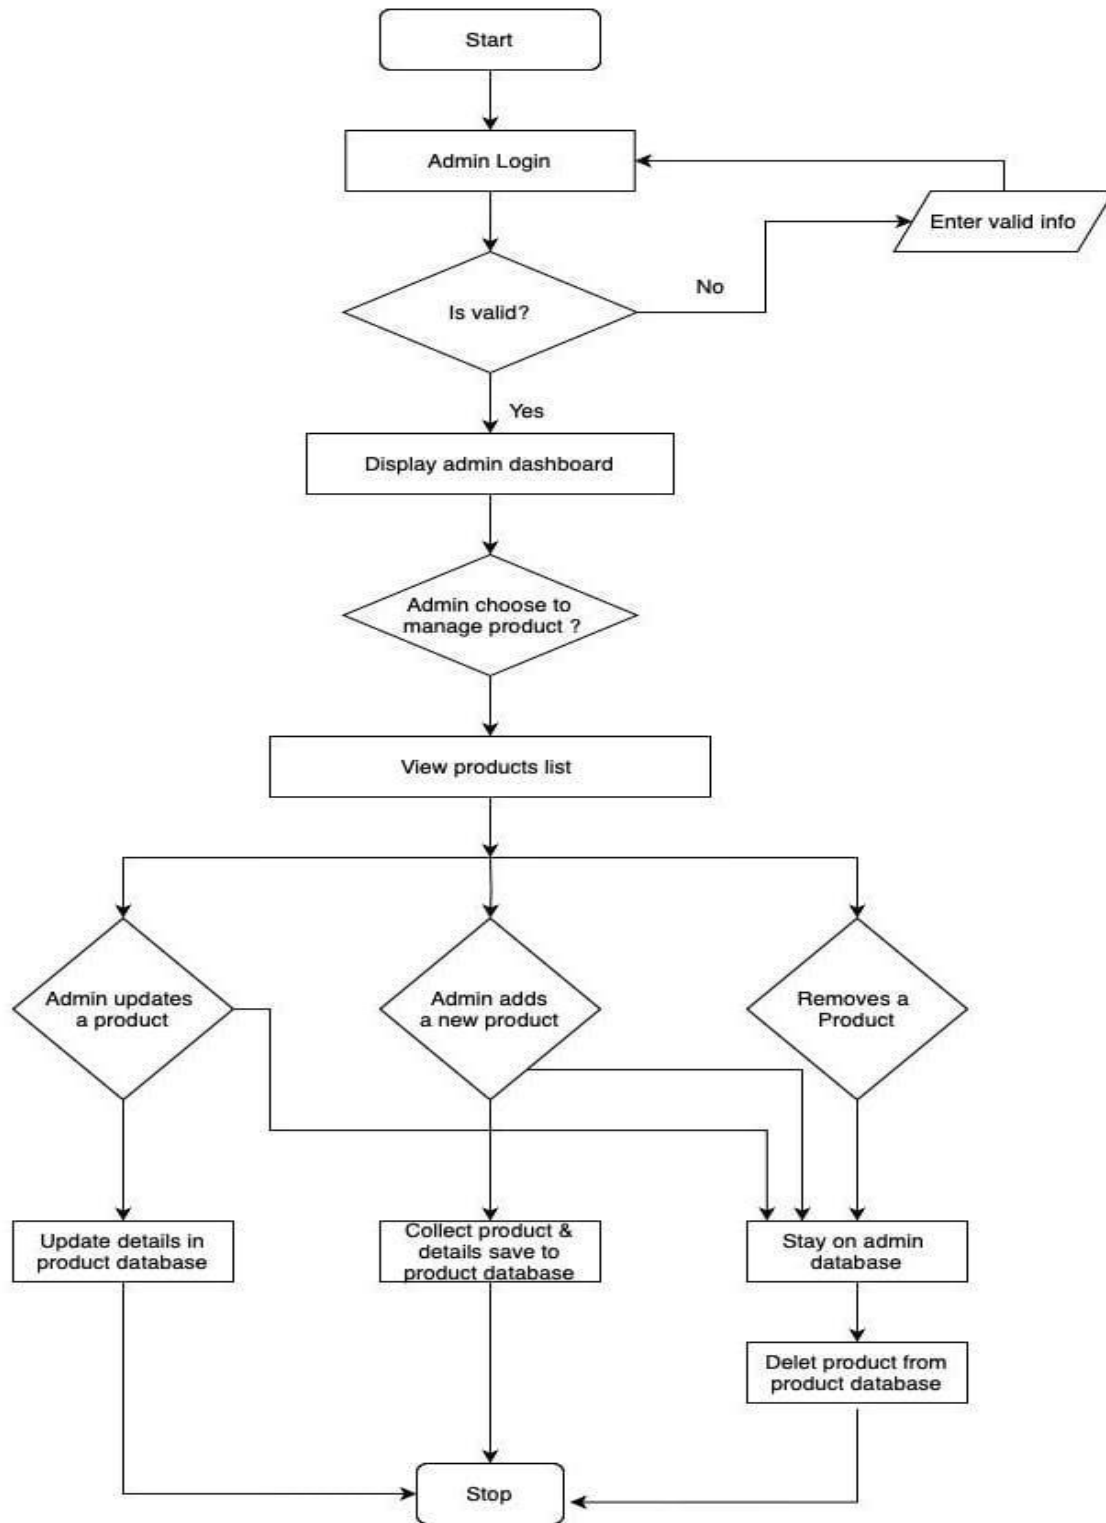 Start
Admin Login
Enter valid info
Is valid?
No
Yes
Display admin dashboard
Admin choose to
manage product ?
View products list
Admin updates
a product
Admin adds
a new product
Removes a
Product
Update details in
product database
Collect product &
details save to
product database
Stay on admin
database
Delet product from
product database
Stop